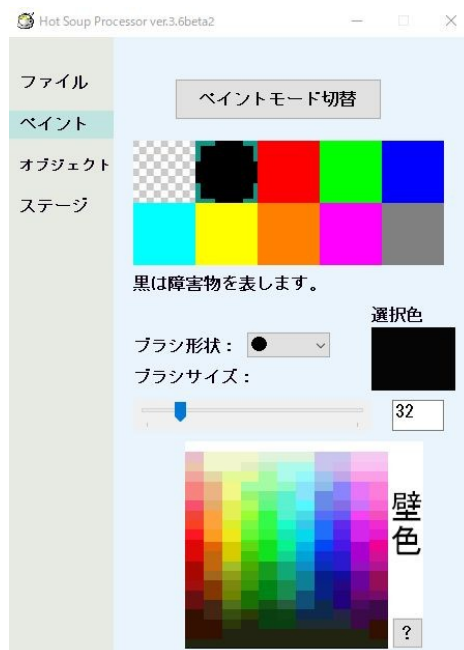 Hot Soup Processor ver.3.6beta2
ファイル
ペイント
オブジェクト
ステージ
ペイントモード切替
黒は障害物を表します。
選択色
ブラシ形状：
ブラシサイズ：
32
壁色
?